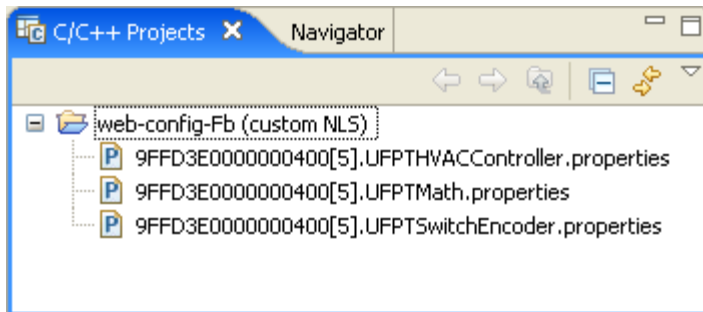 C/C++ Projects Navigator
web-config-Fb (custom NLS)
9FFD3E0000000400[5].UFPTHVACController.properties
9FFD3E0000000400[5].UFPTMath.properties
9FFD3E0000000400[5].UFPTSwitchEncoder.properties